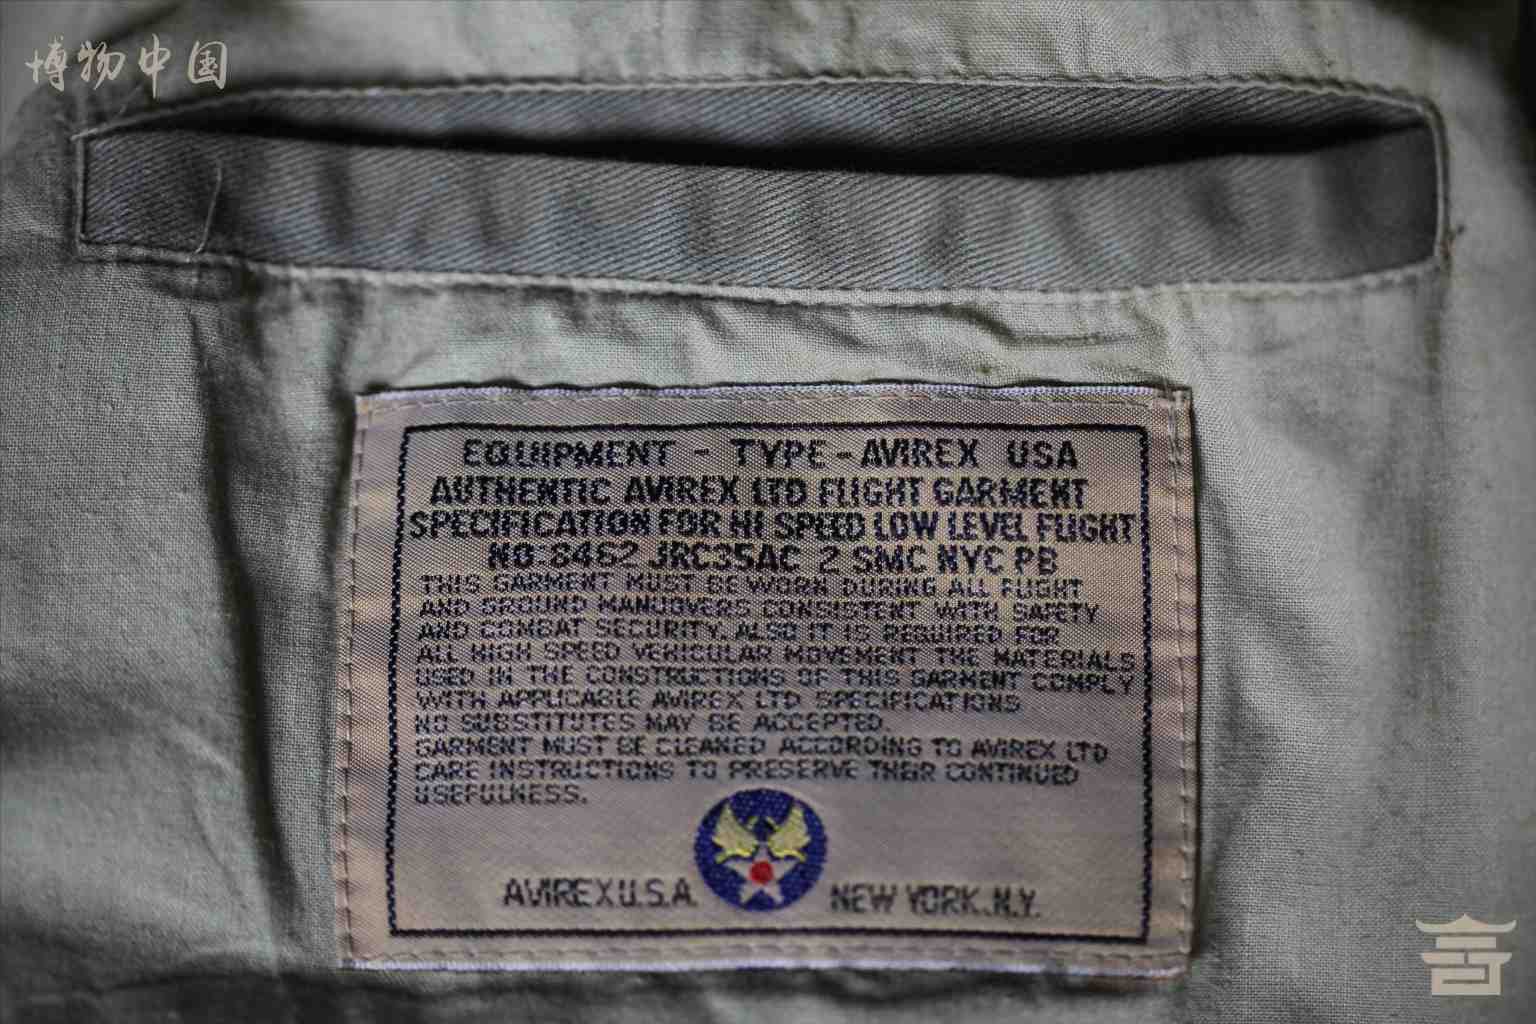 博物中国
EQUIPMENT - TYPE - AVIREX USA
AUTHENTIC AVIREX LTD FLIGHT GARMENT
SPECIFICATION FOR HI SPEED LOW LEVEL FLIGHT
NO:8462 JRC35AC 2 SMC NYC PB
THIS GARMENT MUST BE WORN DURING ALL FLIGHT
AND GROUND MANUOVERS CONSISTENT WITH SAFETY
AND COMBAT SECURITY. ALSO IT IS REQUIRED FOR
ALL HIGH SPEED VEHICULAR MOVEMENT THE MATERIALS
USED IN THE CONSTRUCTIONS OF THIS GARMENT COMPLY
WITH APPLICABLE AVIREX LTD SPECIFICATIONS
NO SUBSTITUTES MAY BE ACCEPTED.
GARMENT MUST BE CLEANED ACCORDING TO AVIREX LTD
CARE INSTRUCTIONS TO PRESERVE THEIR CONTINUED
USEFULNESS.
AVIREX U.S.A. NEW YORK. N.Y.